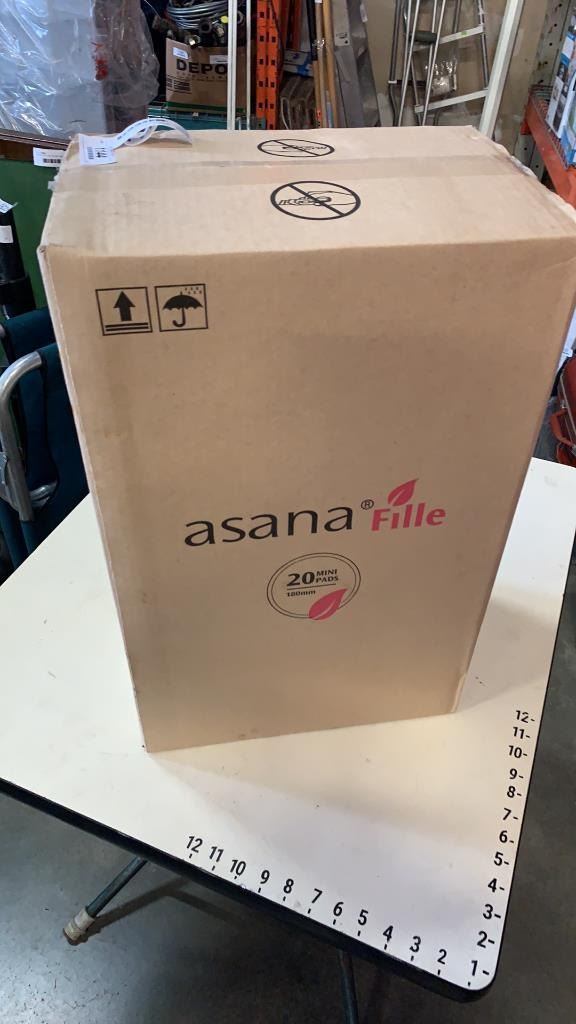 DEPO
144
asana® Fille
20 MINI PADS
180mm
12-
11-
10-
9-
8-
7-
6-
5-
4-
3-
2-
1-
12 11 10 9 8 7 6 5 4 3 2